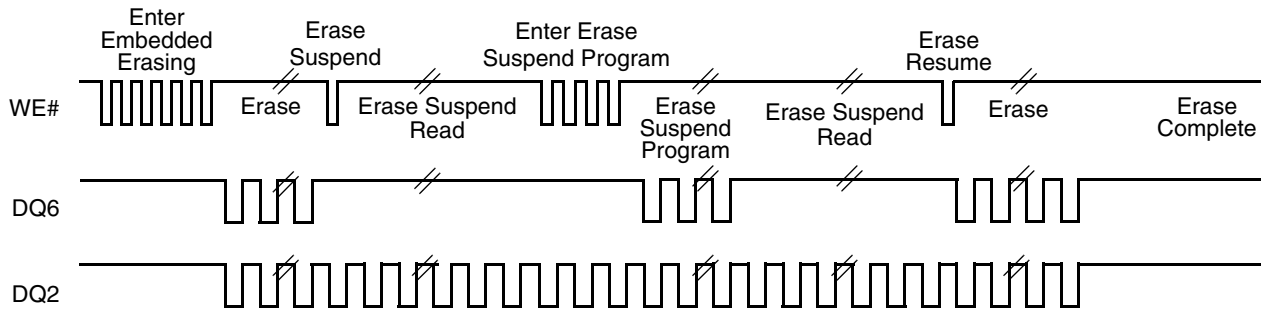 Enter
Embedded
Erasing
Erase
Suspend
Enter Erase
Suspend Program
Erase
Resume
WE#
Erase
Erase Suspend
Read
Erase
Suspend
Program
Erase Suspend
Read
Erase
Erase
Complete
DQ6
DQ2